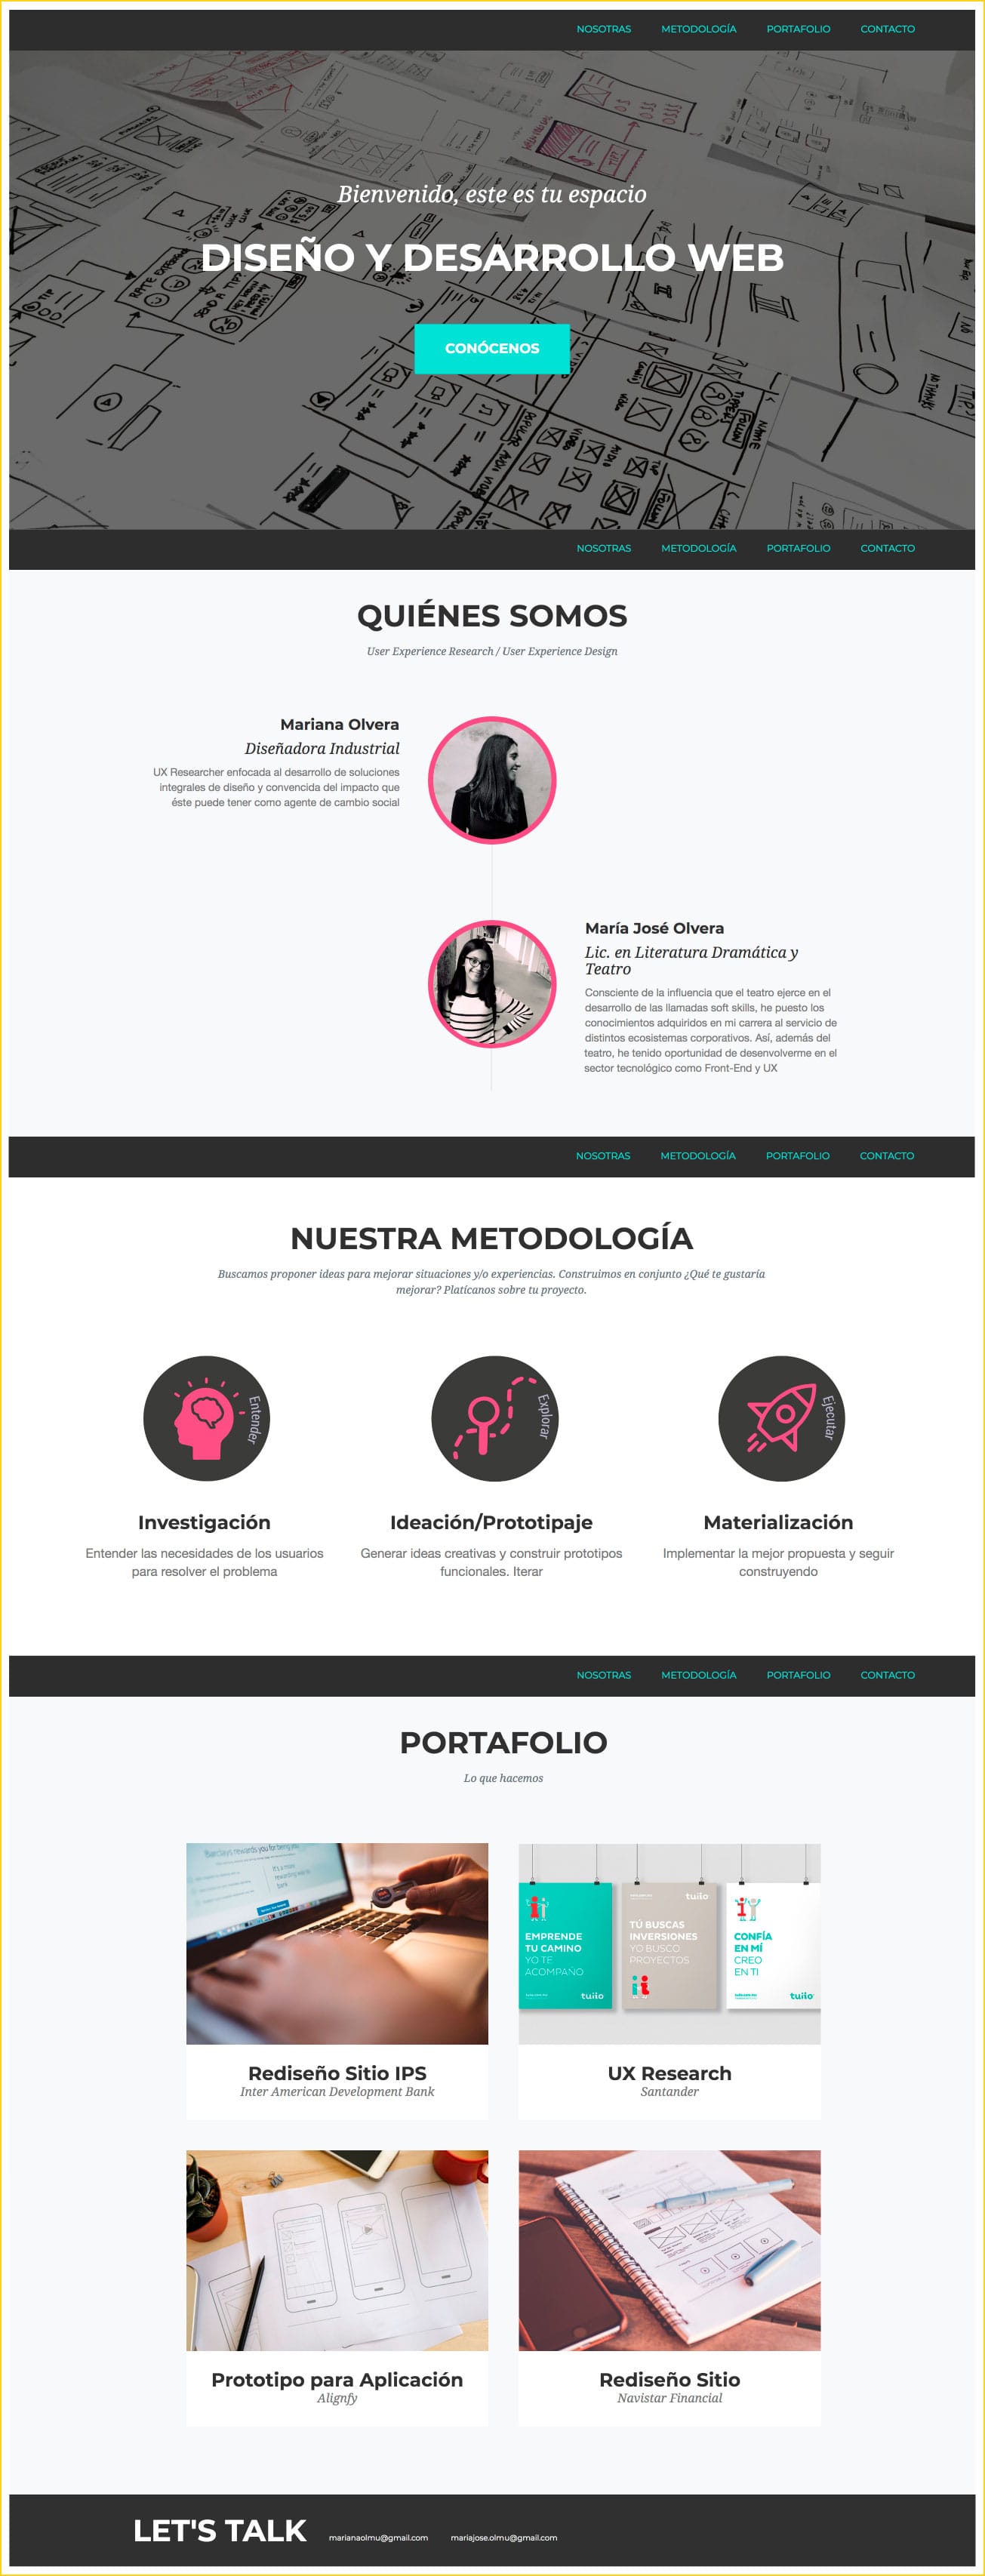 NOSOTRAS METODOLOGÍA PORTAFOLIO CONTACTO
Bienvenido, este es tu espacio
DISEÑO Y DESARROLLO WEB
CONÓCENOS
NOSOTRAS METODOLOGÍA PORTAFOLIO CONTACTO
QUIÉNES SOMOS
User Experience Research / User Experience Design
Mariana Olvera
Diseñadora Industrial
UX Researcher enfocada al desarrollo de soluciones
integrales de diseño y convencida del impacto que
éste puede tener como agente de cambio social
María José Olvera
Lic. en Literatura Dramática y
Teatro
Consciente de la influencia que el teatro ejerce en el
desarrollo de las llamadas soft skills, he puesto los
conocimientos adquiridos en mi carrera al servicio de
distintos ecosistemas corporativos. Así, además del
teatro, he tenido oportunidad de desenvolverme en el
sector tecnológico como Front-End y UX
NOSOTRAS METODOLOGÍA PORTAFOLIO CONTACTO
NUESTRA METODOLOGÍA
Buscamos proponer ideas para mejorar situaciones y/o experiencias. Construimos en conjunto ¿Qué te gustaría
mejorar? Platícanos sobre tu proyecto.
Entender
Explorar
Ejecutar
Investigación
Entender las necesidades de los usuarios
para resolver el problema
Ideación/Prototipaje
Generar ideas creativas y construir prototipos
funcionales. Iterar
Materialización
Implementar la mejor propuesta y seguir
construyendo
NOSOTRAS METODOLOGÍA PORTAFOLIO CONTACTO
PORTAFOLIO
Lo que hacemos
EMPRENDE
TU CAMINO
YO TE
ACOMPAÑO
tuiio
tuiio
TÚ BUSCAS
INVERSIONES
YO BUSCO
PROYECTOS
CONFÍA
EN MÍ
CREO
EN TI
tuiio
Rediseño Sitio IPS
Inter American Development Bank
UX Research
Santander
Prototipo para Aplicación
Alignfy
Rediseño Sitio
Navistar Financial
LET'S TALK
marianaolmu@gmail.com mariajose.olmu@gmail.com